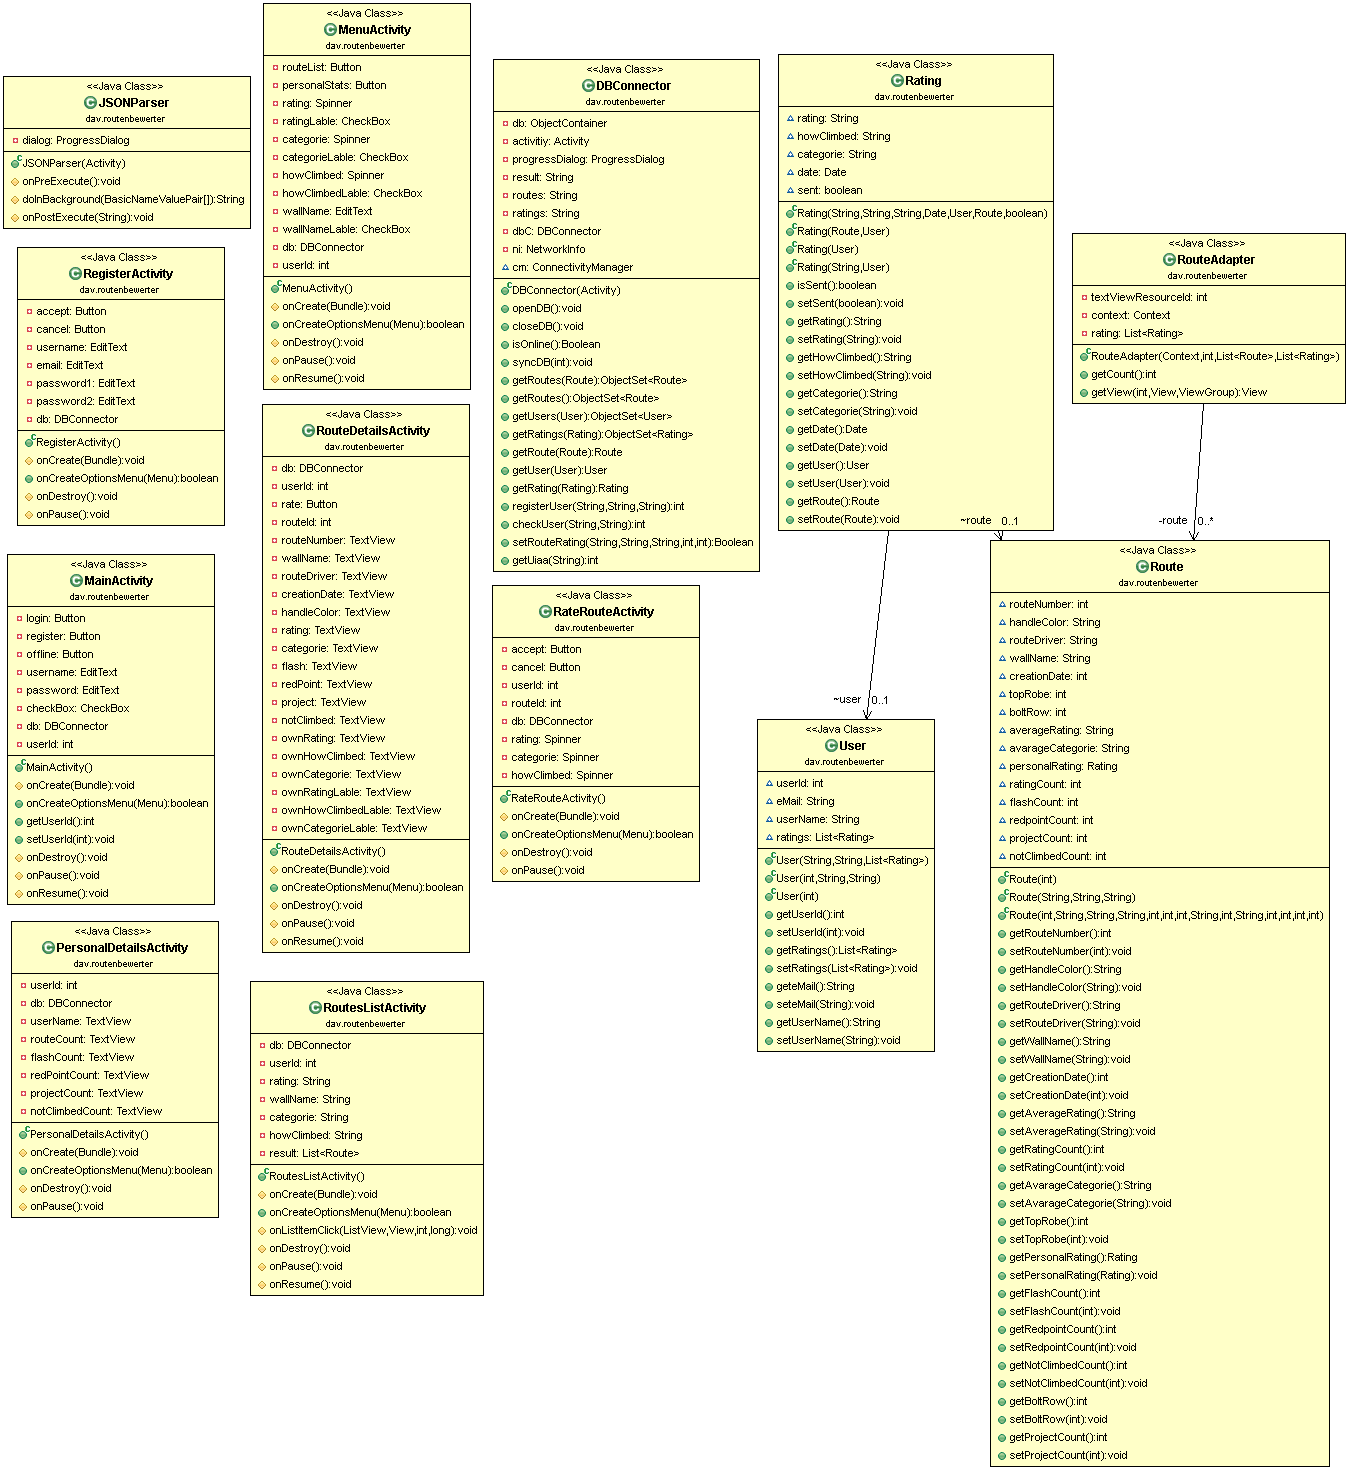 <<Java Class>>
JSONParser
dav.routenbewerter
dialog: ProgressDialog
JSONParser(Activity)
onPreExecute():void
doInBackground(BasicNameValuePair[]):String
onPostExecute(String):void
<<Java Class>>
RegisterActivity
dav.routenbewerter
accept: Button
cancel: Button
username: EditText
email: EditText
password1: EditText
password2: EditText
db: DBConnector
RegisterActivity()
onCreate(Bundle):void
onCreateOptionsMenu(Menu):boolean
onDestroy():void
onPause():void
<<Java Class>>
MainActivity
dav.routenbewerter
login: Button
register: Button
offline: Button
username: EditText
password: EditText
checkBox: CheckBox
db: DBConnector
userId: int
MainActivity()
onCreate(Bundle):void
onCreateOptionsMenu(Menu):boolean
getUserId():int
setUserId(int):void
onDestroy():void
onPause():void
onResume():void
<<Java Class>>
PersonalDetailsActivity
dav.routenbewerter
userId: int
db: DBConnector
userName: TextView
routeCount: TextView
flashCount: TextView
redPointCount: TextView
projectCount: TextView
notClimbedCount: TextView
PersonalDetailsActivity()
onCreate(Bundle):void
onCreateOptionsMenu(Menu):boolean
onDestroy():void
onPause():void
<<Java Class>>
MenuActivity
dav.routenbewerter
routeList: Button
personalStats: Button
rating: Spinner
ratingLable: CheckBox
categorie: Spinner
categorieLable: CheckBox
howClimbed: Spinner
howClimbedLable: CheckBox
wallName: EditText
wallNameLable: CheckBox
db: DBConnector
userId: int
MenuActivity()
onCreate(Bundle):void
onCreateOptionsMenu(Menu):boolean
onDestroy():void
onPause():void
onResume():void
<<Java Class>>
RouteDetailsActivity
dav.routenbewerter
db: DBConnector
userId: int
rate: Button
routeId: int
routeNumber: TextView
wallName: TextView
routeDriver: TextView
creationDate: TextView
handleColor: TextView
rating: TextView
categorie: TextView
flash: TextView
redPoint: TextView
project: TextView
notClimbed: TextView
ownRating: TextView
ownHowClimbed: TextView
ownCategorie: TextView
ownRatingLable: TextView
ownHowClimbedLable: TextView
ownCategorieLable: TextView
RouteDetailsActivity()
onCreate(Bundle):void
onCreateOptionsMenu(Menu):boolean
onDestroy():void
onPause():void
onResume():void
<<Java Class>>
RoutesListActivity
dav.routenbewerter
db: DBConnector
userId: int
rating: String
wallName: String
categorie: String
howClimbed: String
result: List<Route>
RoutesListActivity()
onCreate(Bundle):void
onCreateOptionsMenu(Menu):boolean
onListItemClick(ListView,View,int,long):void
onDestroy():void
onPause():void
onResume():void
<<Java Class>>
DBConnector
dav.routenbewerter
db: ObjectContainer
activitiy: Activity
progressDialog: ProgressDialog
result: String
routes: String
ratings: String
dbC: DBConnector
ni: NetworkInfo
cm: ConnectivityManager
DBConnector(Activity)
openDB():void
closeDB():void
isOnline():Boolean
syncDB(int):void
getRoutes(Route):ObjectSet<Route>
getRoutes():ObjectSet<Route>
getUsers(User):ObjectSet<User>
getRatings(Rating):ObjectSet<Rating>
getRoute(Route):Route
getUser(User):User
getRating(Rating):Rating
registerUser(String,String,String):int
checkUser(String,String):int
setRouteRating(String,String,String,int,int):Boolean
getUiaa(String):int
<<Java Class>>
RateRouteActivity
dav.routenbewerter
accept: Button
cancel: Button
userId: int
routeId: int
db: DBConnector
rating: Spinner
categorie: Spinner
howClimbed: Spinner
RateRouteActivity()
onCreate(Bundle):void
onCreateOptionsMenu(Menu):boolean
onDestroy():void
onPause():void
<<Java Class>>
Rating
dav.routenbewerter
rating: String
howClimbed: String
categorie: String
date: Date
sent: boolean
Rating(String,String,String,Date,User,Route,boolean)
Rating(Route,User)
Rating(User)
Rating(String,User)
isSent():boolean
setSent(boolean):void
getRating():String
setRating(String):void
getHowClimbed():String
setHowClimbed(String):void
getCategorie():String
setCategorie(String):void
getDate():Date
setDate(Date):void
getUser():User
setUser(User):void
getRoute():Route
setRoute(Route):void
~route 0..1
~user 0..1
<<Java Class>>
User
dav.routenbewerter
userId: int
eMail: String
userName: String
ratings: List<Rating>
User(String,String,List<Rating>)
User(int,String,String)
User(int)
getUserId():int
setUserId(int):void
getRatings():List<Rating>
setRatings(List<Rating>):void
geteMail():String
seteMail(String):void
getUserName():String
setUserName(String):void
<<Java Class>>
RouteAdapter
dav.routenbewerter
textViewResourceId: int
context: Context
rating: List<Rating>
RouteAdapter(Context,int,List<Route>,List<Rating>)
getCount():int
getView(int,View,ViewGroup):View
-route 0..*
<<Java Class>>
Route
dav.routenbewerter
routeNumber: int
handleColor: String
routeDriver: String
wallName: String
creationDate: int
topRobe: int
boltRow: int
averageRating: String
avarageCategorie: String
personalRating: Rating
ratingCount: int
flashCount: int
redpointCount: int
projectCount: int
notClimbedCount: int
Route(int)
Route(String,String,String)
Route(int,String,String,String,int,int,int,String,int,String,int,int,int,int)
getRouteNumber():int
setRouteNumber(int):void
getHandleColor():String
setHandleColor(String):void
getRouteDriver():String
setRouteDriver(String):void
getWallName():String
setWallName(String):void
getCreationDate():int
setCreationDate(int):void
getAverageRating():String
setAverageRating(String):void
getRatingCount():int
setRatingCount(int):void
getAvarageCategorie():String
setAvarageCategorie(String):void
getTopRobe():int
setTopRobe(int):void
getPersonalRating():Rating
setPersonalRating(Rating):void
getFlashCount():int
setFlashCount(int):void
getRedpointCount():int
setRedpointCount(int):void
getNotClimbedCount():int
setNotClimbedCount(int):void
getBoltRow():int
setBoltRow(int):void
getProjectCount():int
setProjectCount(int):void